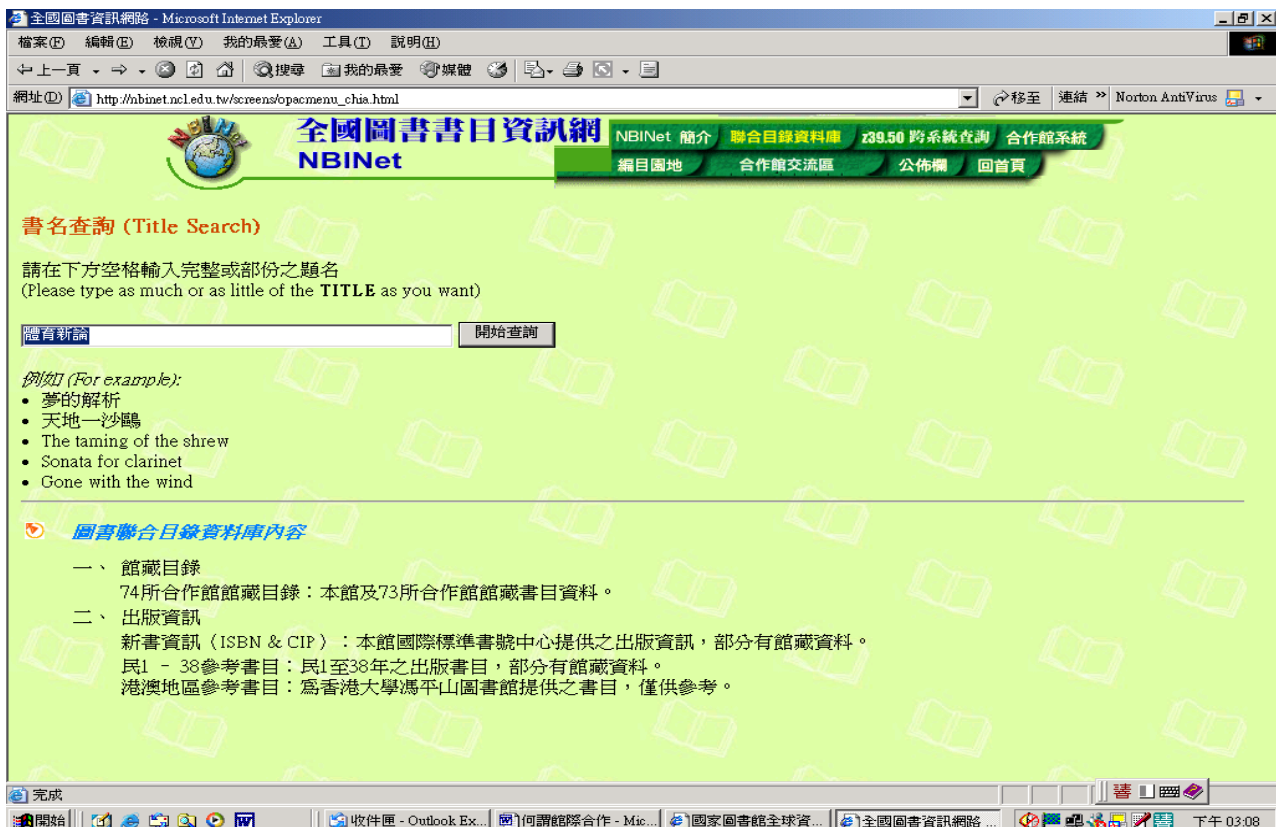 全國圖書資訊網路 - Microsoft Internet Explorer
檔案(F) 編輯(E) 檢視(V) 我的最愛(A) 工具(T) 說明(H)
上一頁 搜尋 我的最愛 媒體
網址(D) http://nbinet.ncl.edu.tw/screens/opacmenu_chia.html 移至 連結 » Norton AntiVirus
全國圖書書目資訊網 NBINet 簡介 聯合目錄資料庫 z39.50 跨系統查詢 合作館系統
NBINet 編目園地 合作館交流區 公佈欄 回首頁
書名查詢 (Title Search)
請在下方空格輸入完整或部份之題名
(Please type as much or as little of the TITLE as you want)
體育新論 開始查詢
例如 (For example):
• 夢的解析
• 天地一沙鷗
• The taming of the shrew
• Sonata for clarinet
• Gone with the wind
圖書聯合目錄資料庫內容
一、 館藏目錄
74所合作館館藏目錄：本館及73所合作館館藏書目資料。
二、 出版資訊
新書資訊（ISBN & CIP）：本館國際標準書號中心提供之出版資訊，部分有館藏資料。
民1 - 38參考書目：民1至38年之出版書目，部分有館藏資料。
港澳地區參考書目：為香港大學馮平山圖書館提供之書目，僅供參考。
完成
開始 收件匣 - Outlook Ex... 何謂館際合作 - Mic... 國家圖書館全球資... 全國圖書資訊網路 ... 下午 03:08